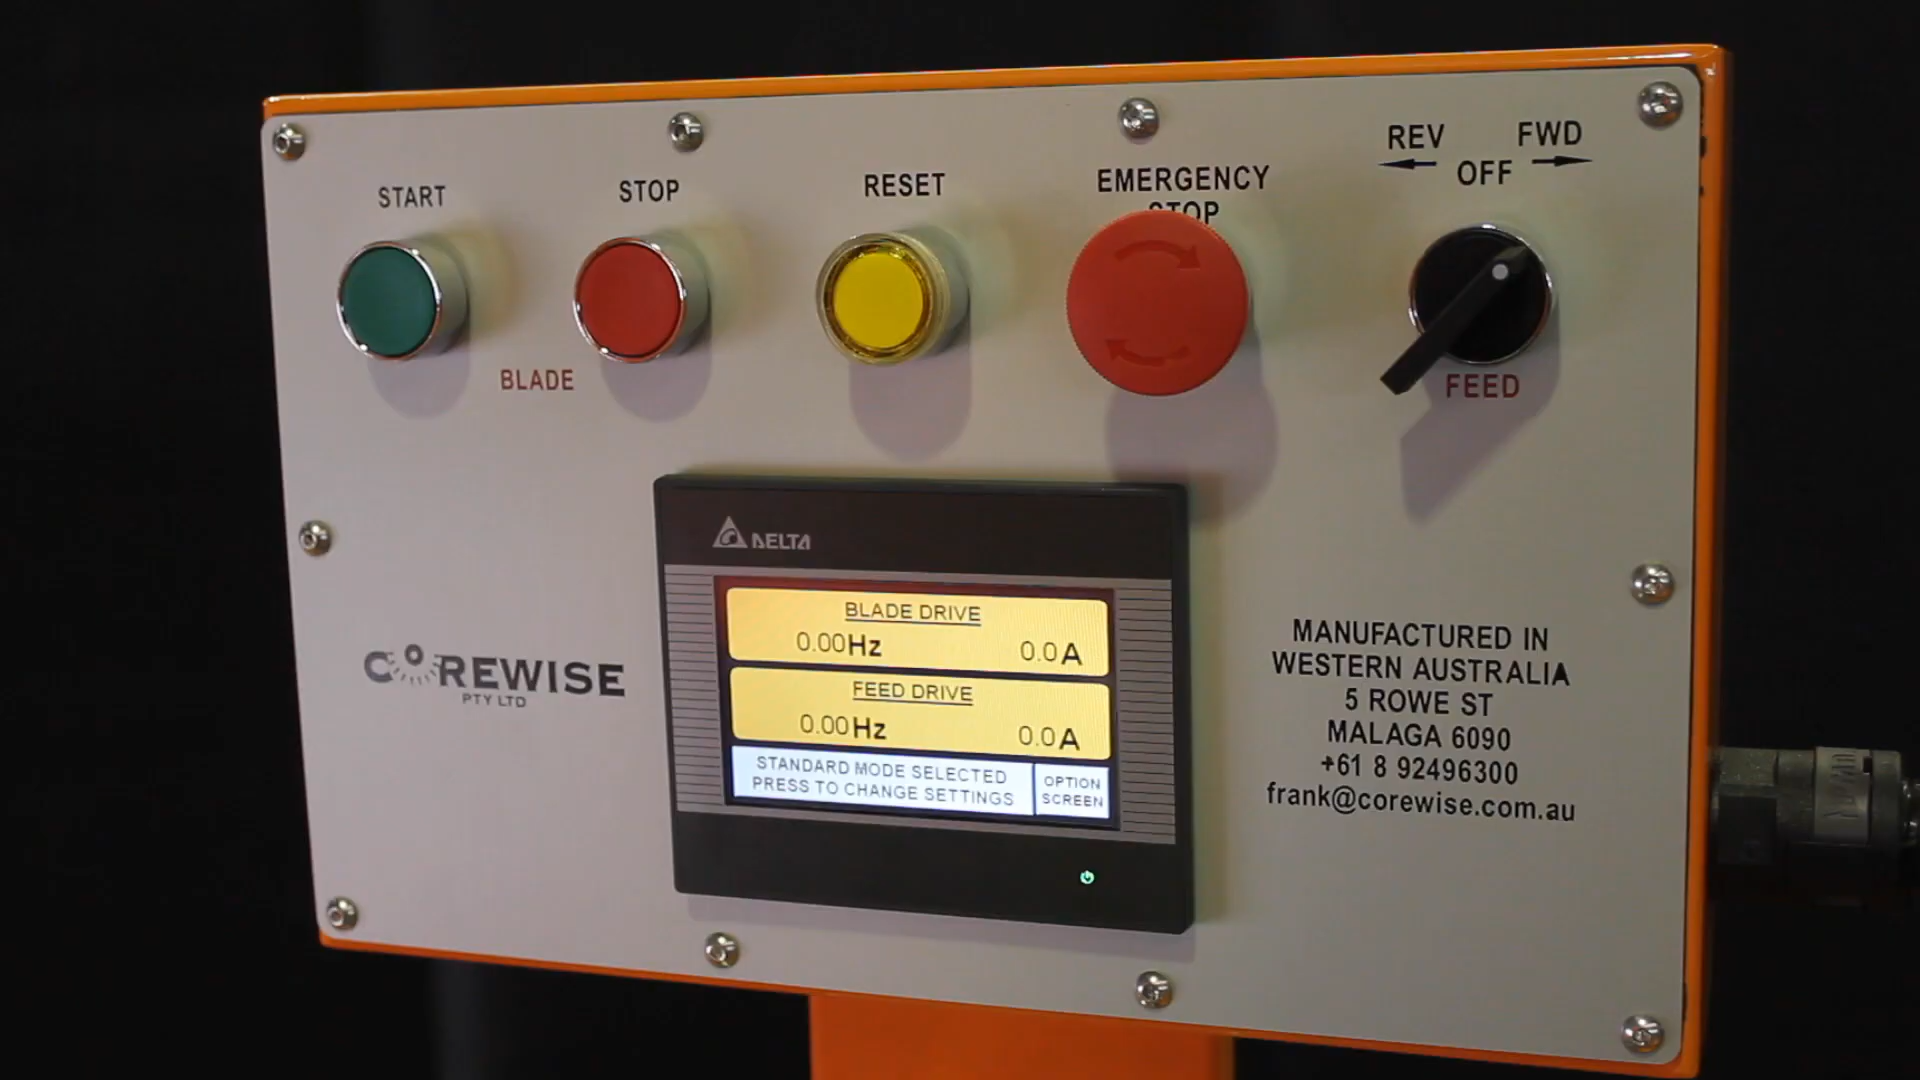 START
STOP
RESET
EMERGENCY
STOP
REV
FWD
OFF
BLADE
FEED
DELTA
BLADE DRIVE
0.00Hz 0.0A
FEED DRIVE
0.00Hz 0.0A
STANDARD MODE SELECTED
PRESS TO CHANGE SETTINGS
OPTION
SCREEN
COREWISE
PTY LTD
MANUFACTURED IN
WESTERN AUSTRALIA
5 ROWE ST
MALAGA 6090
+61 8 92496300
frank@corewise.com.au